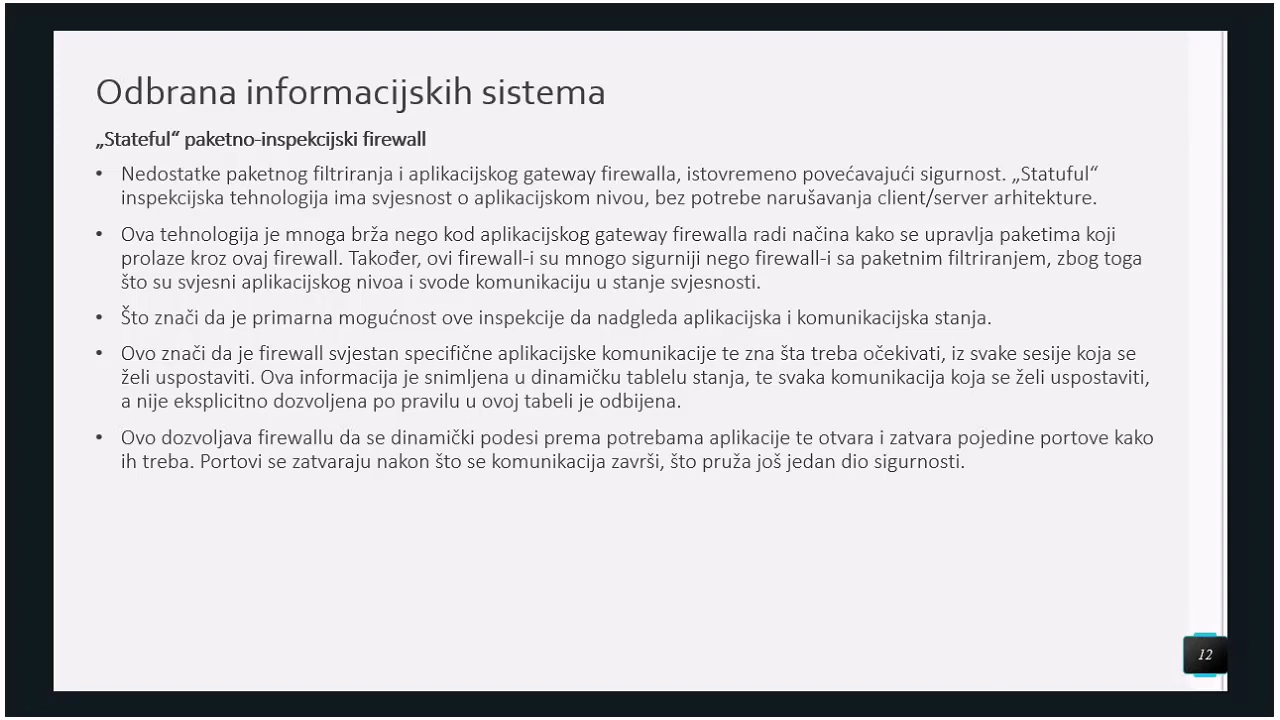 Odbrana informacijskih sistema
„Stateful“ paketno-inspekcijski firewall
• Nedostatke paketnog filtriranja i aplikacijskog gateway firewalla, istovremeno povećavajući sigurnost. „Statuful“
inspekcijska tehnologija ima svjesnost o aplikacijskom nivou, bez potrebe narušavanja client/server arhitekture.
• Ova tehnologija je mnoga brža nego kod aplikacijskog gateway firewalla radi načina kako se upravlja paketima koji
prolaze kroz ovaj firewall. Također, ovi firewall-i su mnogo sigurniji nego firewall-i sa paketnim filtriranjem, zbog toga
što su svjesni aplikacijskog nivoa i svode komunikaciju u stanje svjesnosti.
• Što znači da je primarna mogućnost ove inspekcije da nadgleda aplikacijska i komunikacijska stanja.
• Ovo znači da je firewall svjestan specifične aplikacijske komunikacije te zna šta treba očekivati, iz svake sesije koja se
želi uspostaviti. Ova informacija je snimljena u dinamičku tablelu stanja, te svaka komunikacija koja se želi uspostaviti,
a nije eksplicitno dozvoljena po pravilu u ovoj tabeli je odbijena.
• Ovo dozvoljava firewallu da se dinamički podesi prema potrebama aplikacije te otvara i zatvara pojedine portove kako
ih treba. Portovi se zatvaraju nakon što se komunikacija završi, što pruža još jedan dio sigurnosti.
12